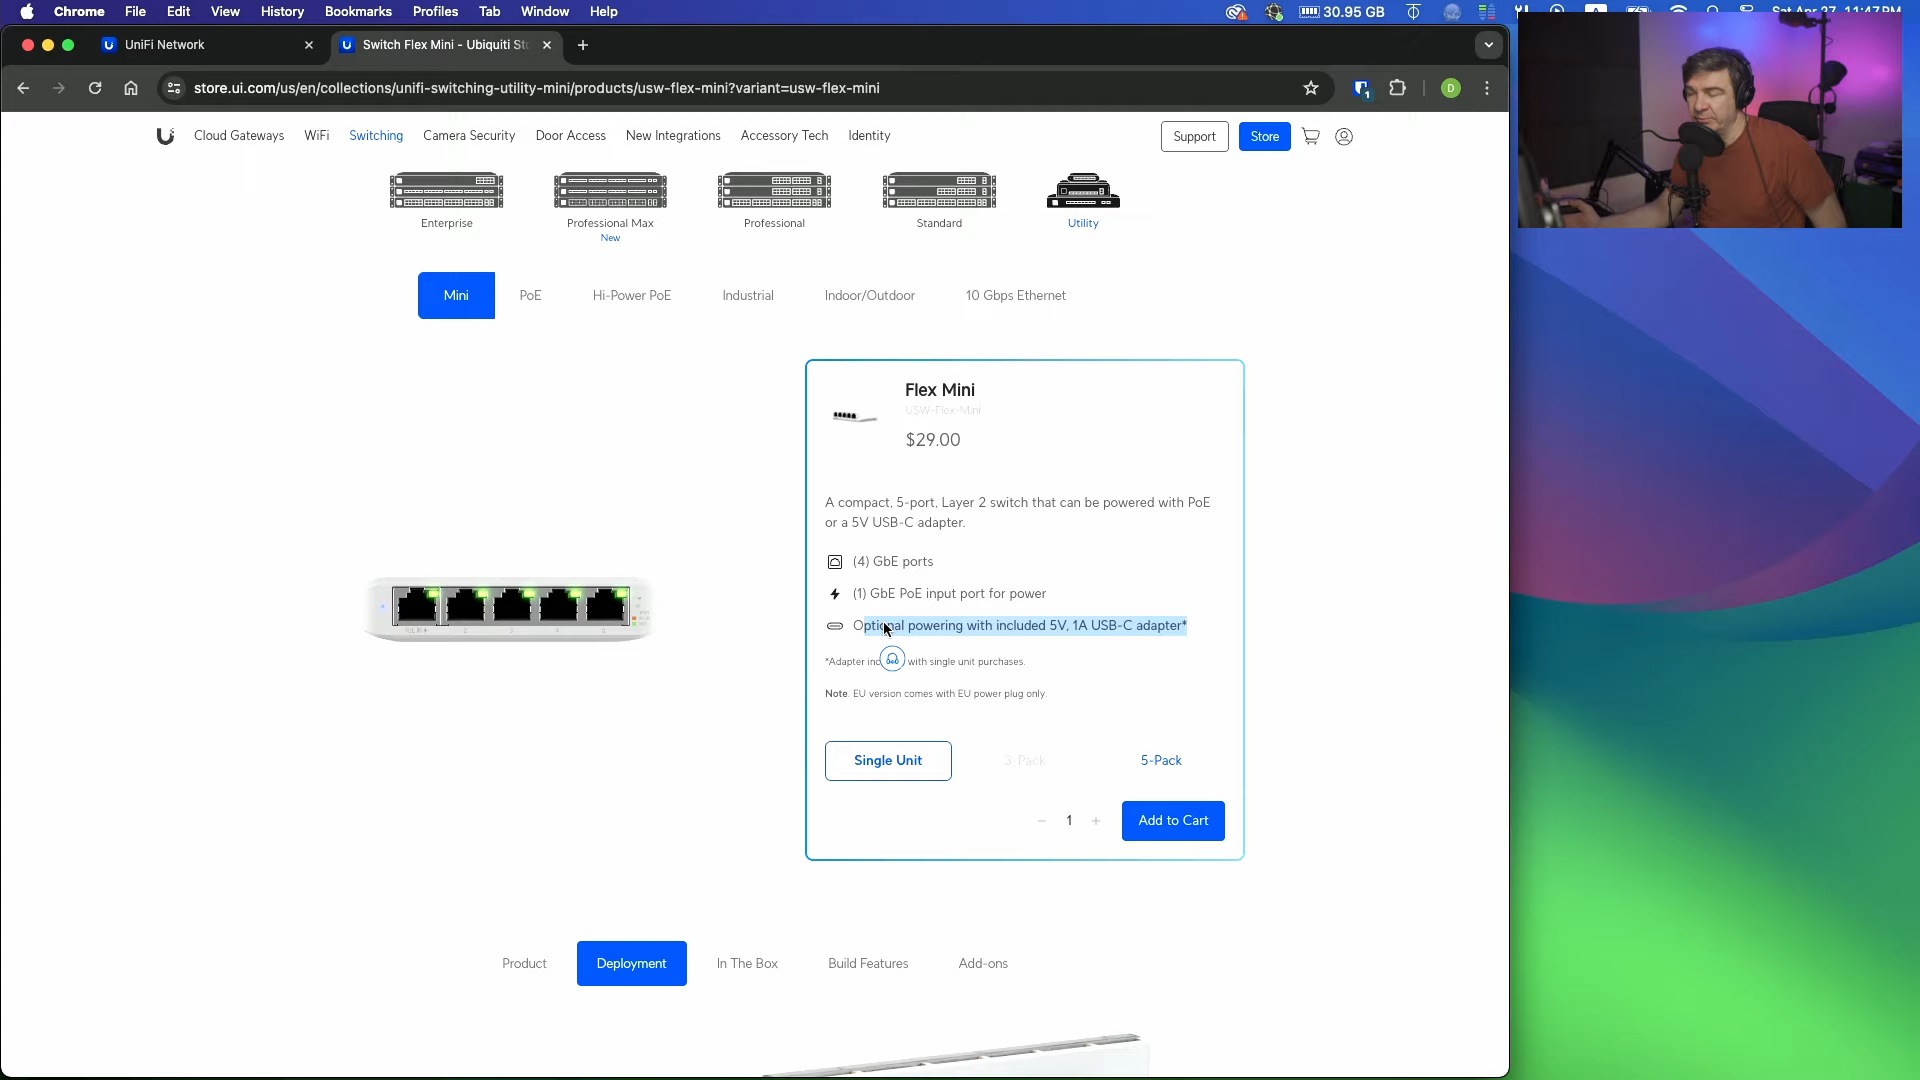 Chrome File Edit View History Bookmarks Profiles Tab Window Help
30.95 GB
UniFi Network
Switch Flex Mini - Ubiquiti
store.ui.com/us/en/collections/unifi-switching-utility-mini/products/usw-flex-mini?variant=usw-flex-mini
1
D
Cloud Gateways WiFi Switching Camera Security Door Access New Integrations Accessory Tech Identity
Support Store
Enterprise Professional Max Professional Standard Utility
New
Mini PoE Hi-Power PoE Industrial Indoor/Outdoor 10 Gbps Ethernet
Flex Mini
USW-Flex-Mini
$29.00
A compact, 5-port, Layer 2 switch that can be powered with PoE
or a 5V USB-C adapter.
(4) GbE ports
(1) GbE PoE input port for power
Optional powering with included 5V, 1A USB-C adapter*
*Adapter with single unit purchases.
Note. EU version comes with EU power plug only.
Single Unit 3-Pack 5-Pack
− 1 +
Add to Cart
Product Deployment In The Box Build Features Add-ons